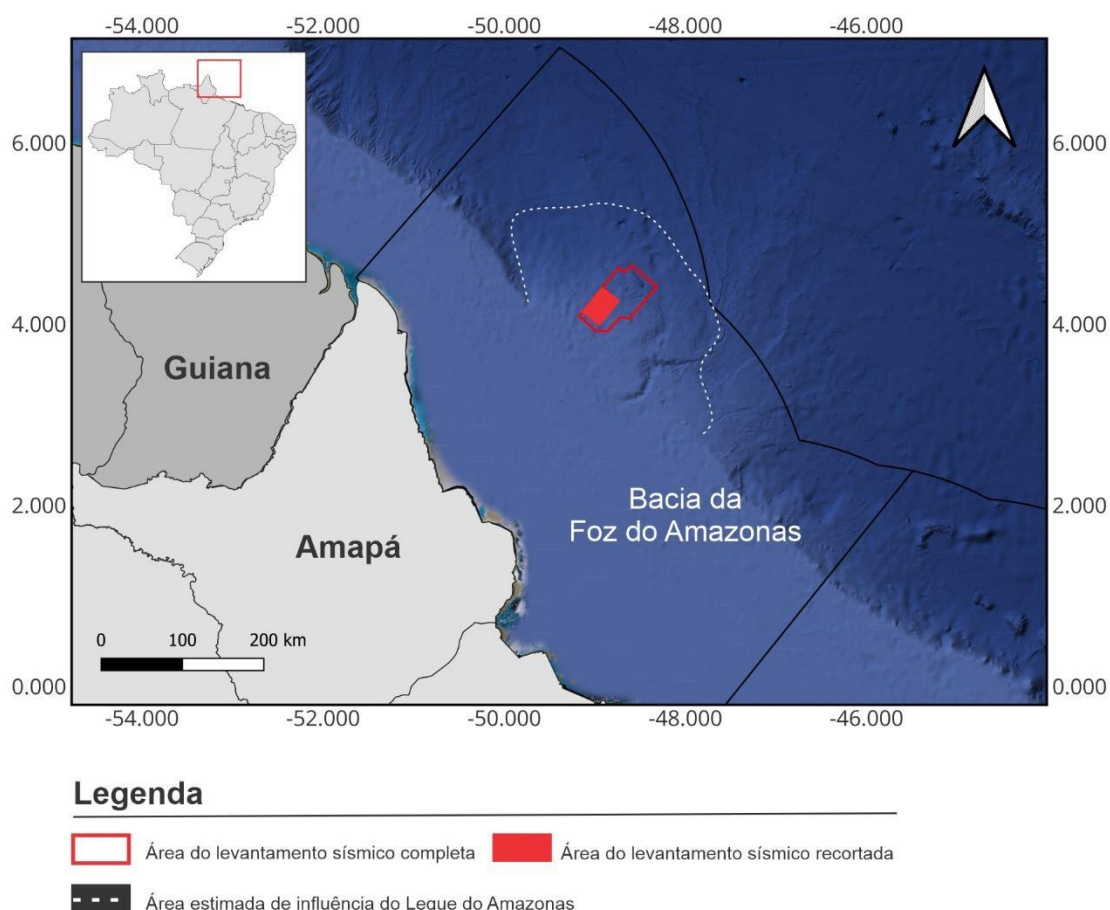 -54.000 -52.000 -50.000 -48.000 -46.000
6.000 6.000
4.000 4.000
Guiana
Bacia da
Foz do Amazonas
2.000 2.000
Amapá
0 100 200 km
0.000 0.000
-54.000 -52.000 -50.000 -48.000 -46.000
Legenda
Área do levantamento sísmico completa Área do levantamento sísmico recortada
Área estimada de influência do Leque do Amazonas